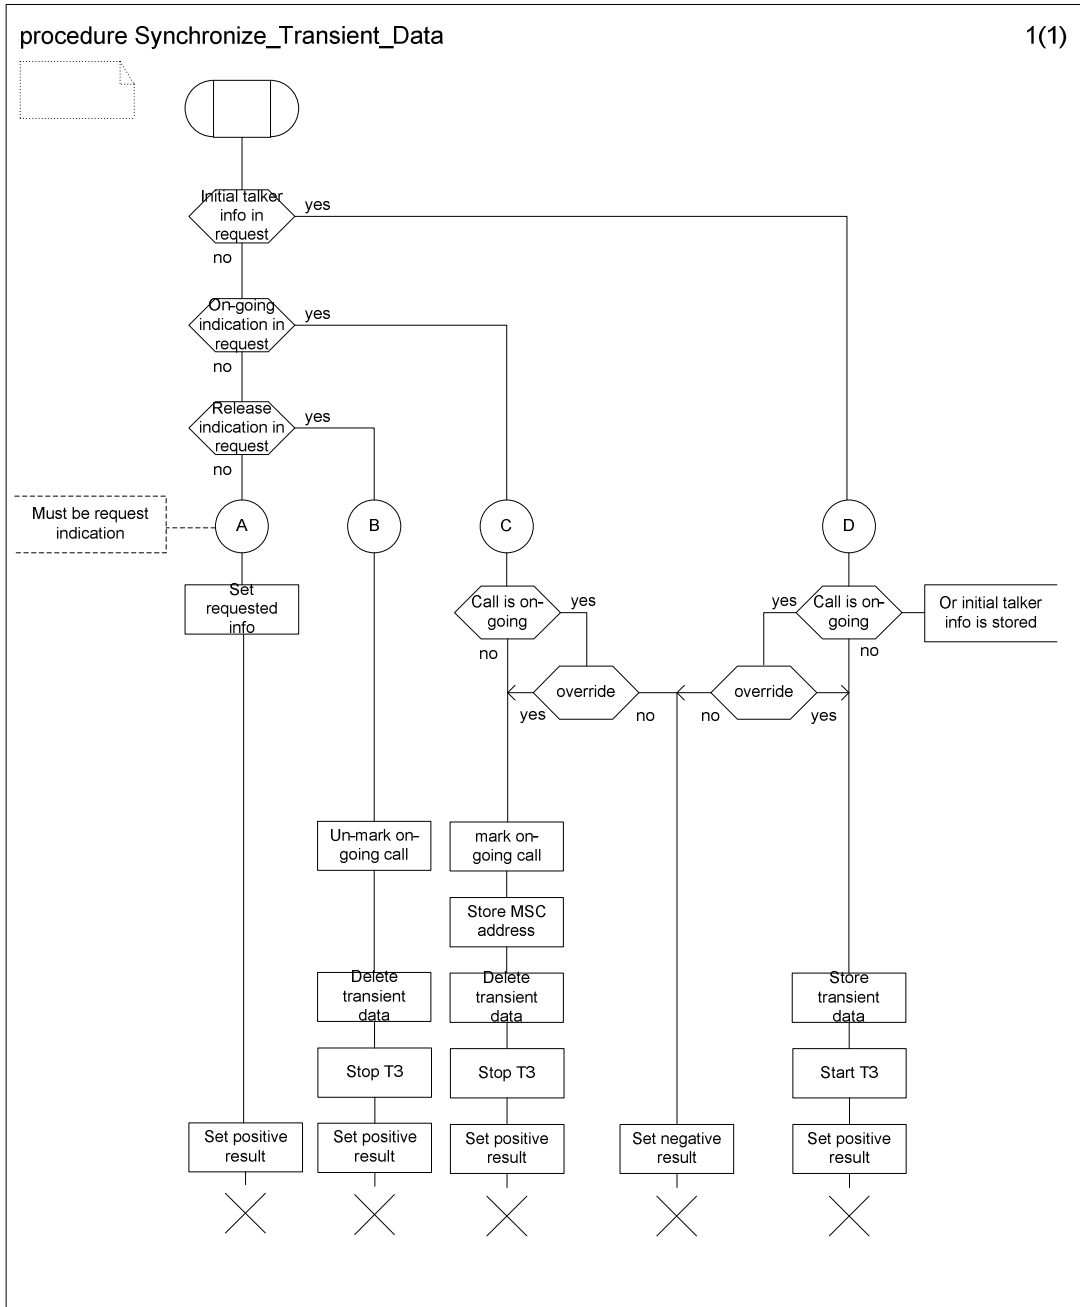 procedure Synchronize_Transient_Data
1(1)
Initial talker
info in
request
yes
no
On-going
indication in
request
yes
no
Release
indication in
request
yes
no
Must be request
indication
A
B
C
D
Set
requested
info
Call is on-
going
yes
no
yes
Call is on-
going
no
Or initial talker
info is stored
override
yes
no
override
no
yes
Un-mark on-
going call
mark on-
going call
Store MSC
address
Delete
transient
data
Delete
transient
data
Store
transient
data
Stop T3
Stop T3
Start T3
Set positive
result
Set positive
result
Set positive
result
Set negative
result
Set positive
result